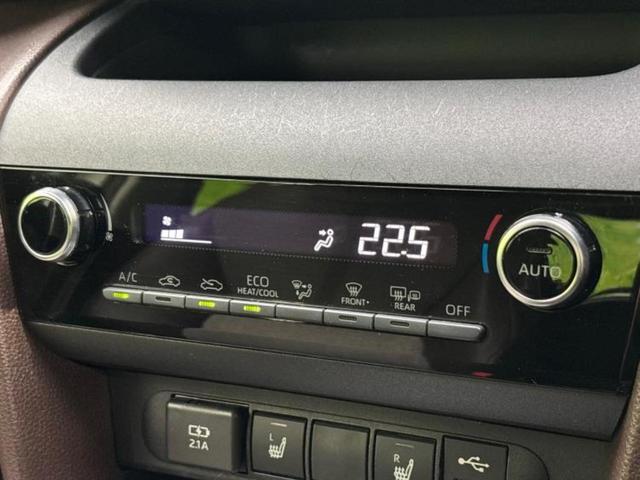 22.5
AUTO
A/C
ECO
HEAT/COOL
FRONT
REAR
OFF
2.1A
L
R